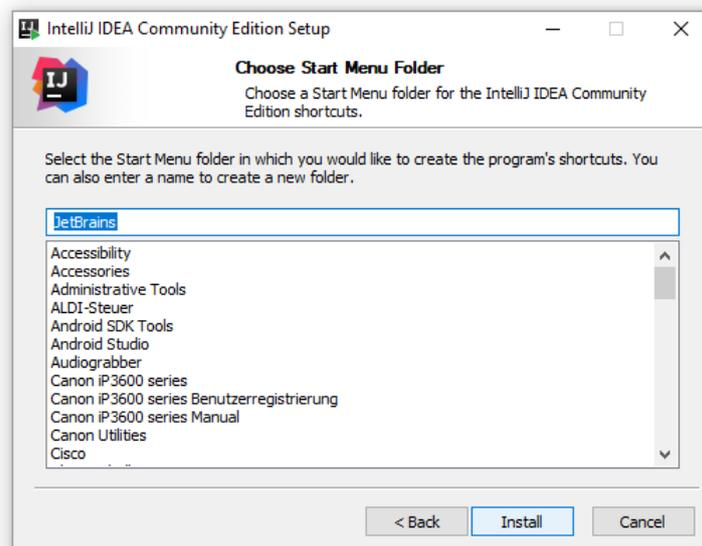 IntelliJ IDEA Community Edition Setup
IJ
Choose Start Menu Folder
Choose a Start Menu folder for the IntelliJ IDEA Community
Edition shortcuts.
Select the Start Menu folder in which you would like to create the program's shortcuts. You
can also enter a name to create a new folder.
JetBrains
Accessibility
Accessories
Administrative Tools
ALDI-Steuer
Android SDK Tools
Android Studio
Audiograbber
Canon iP3600 series
Canon iP3600 series Benutzerregistrierung
Canon iP3600 series Manual
Canon Utilities
Cisco
< Back
Install
Cancel